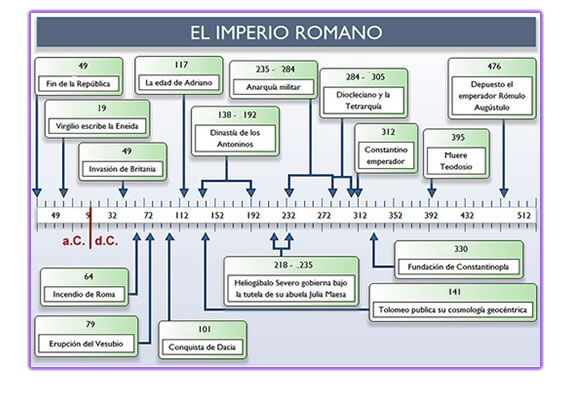 EL IMPERIO ROMANO
49
Fin de la República
117
La edad de Adriano
235 - 284
Anarquía militar
284 - 305
Diocleciano y la
Tetrarquía
476
Depuesto el
emperador Rómulo
Augústulo
19
Virgilio escribe la Eneida
138 - 192
Dinastía de los
Antoninos
312
Constantino
emperador
395
Muere
Teodosio
49
Invasión de Britania
49 9 32 72 112 152 192 232 272 312 352 392 432 512
a.C. d.C.
64
Incendio de Roma
218 - 235
Heliogábalo Severo gobierna bajo
la tutela de su abuela Julia Maesa
330
Fundación de Constantinopla
141
Tolomeo publica su cosmología geocéntrica
79
Erupción del Vesubio
101
Conquista de Dacia